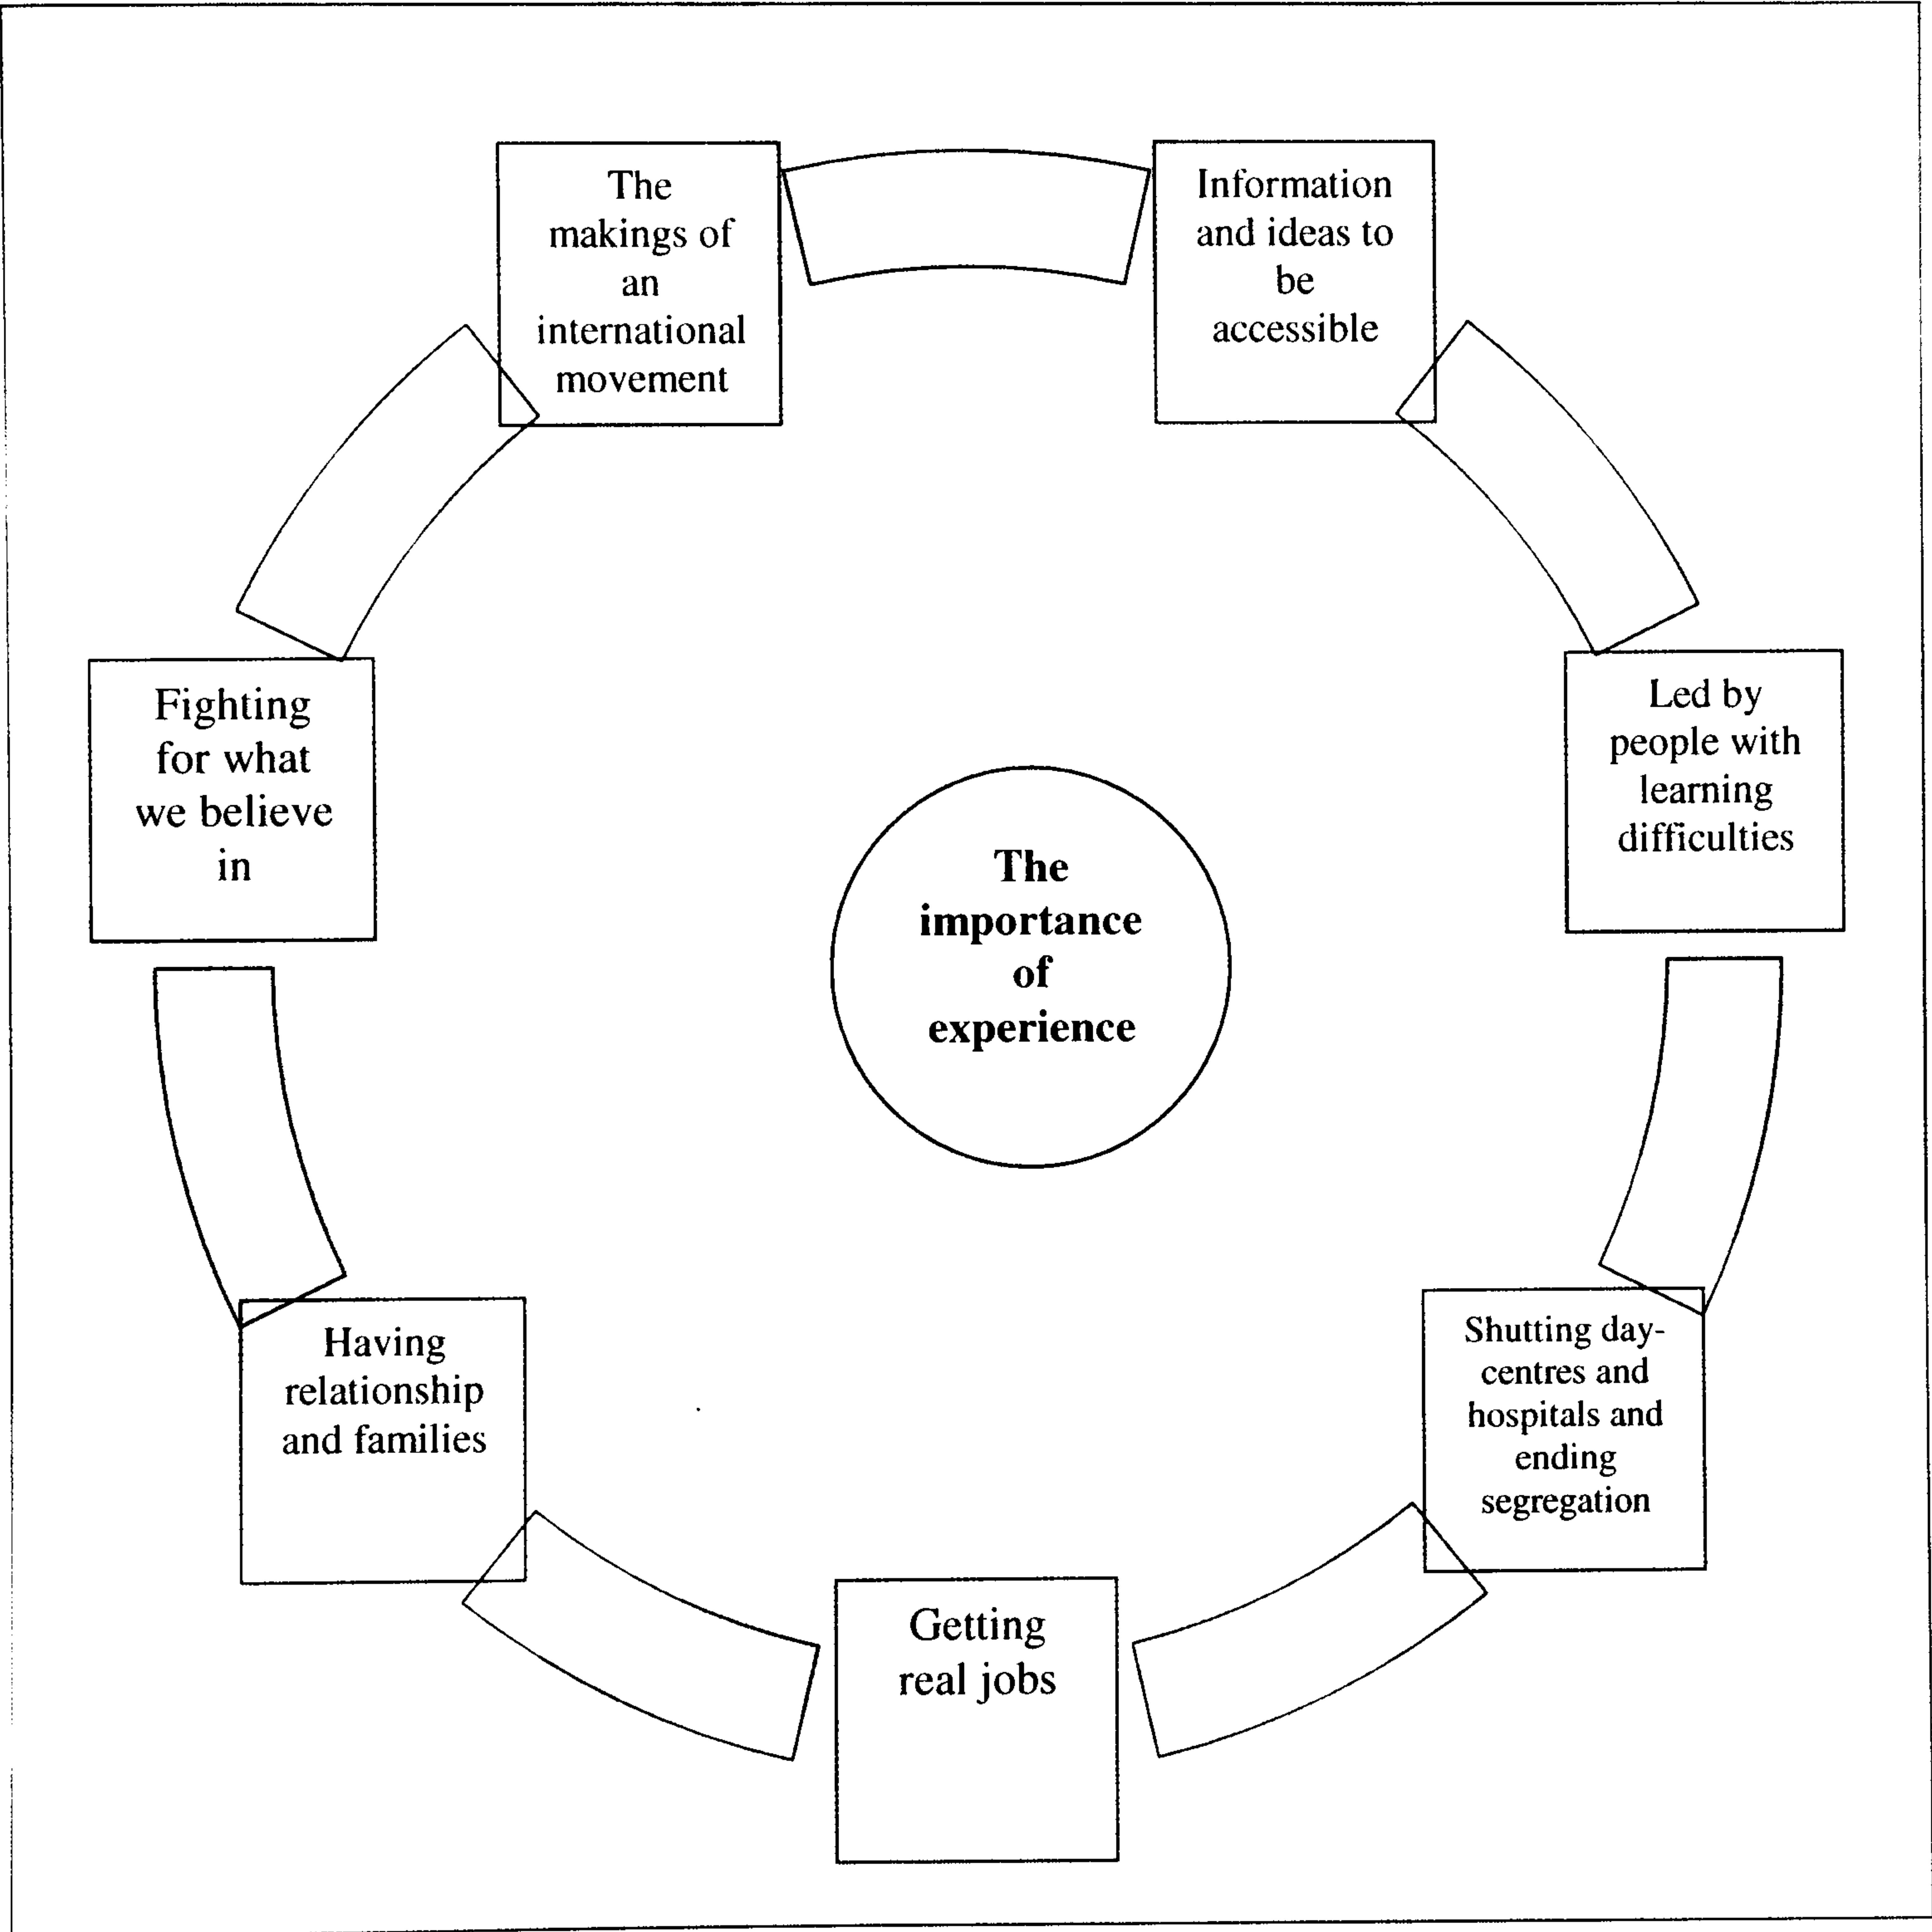 The
makings of
an
international
movement
Information
and ideas to
be
accessible
Fighting
for what
we believe
in
Led by
people with
learning
difficulties
The
importance
of
experience
Having
relationship
and families
Shutting day-
centres and
hospitals and
ending
segregation
Getting
real jobs